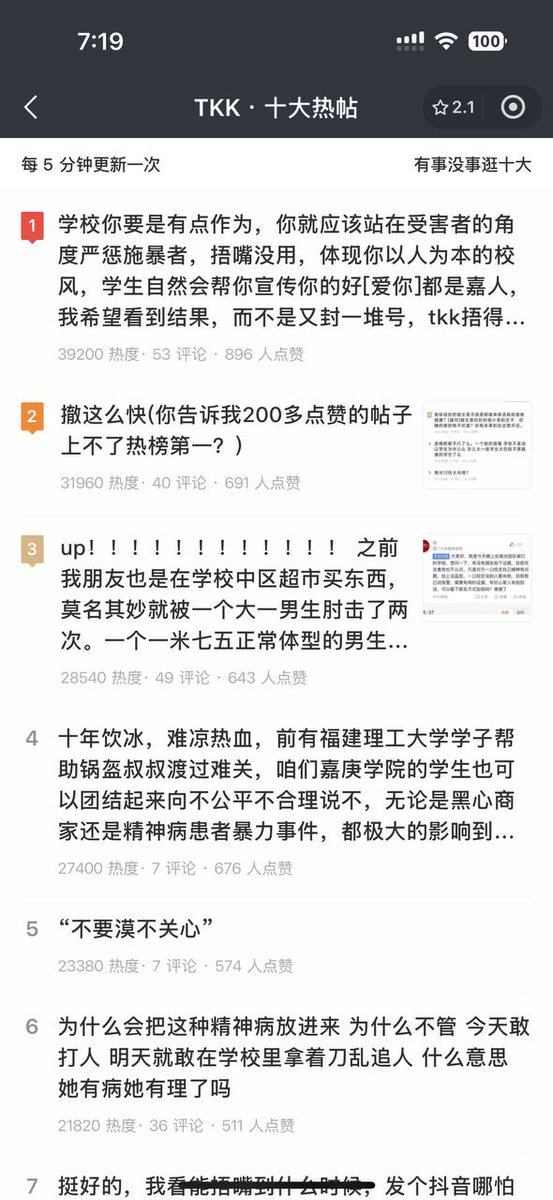 7:19
100
TKK · 十大热帖
2.1
每 5 分钟更新一次
有事没事逛十大
1
学校你要是有点作为，你就应该站在受害者的角
度严惩施暴者，捂嘴没用，体现你以人为本的校
风，学生自然会帮你宣传你的好[爱你]都是嘉人，
我希望看到结果，而不是又封一堆号，tkk捂得...
39200 热度 · 53 评论 · 896 人点赞
2
撤这么快(你告诉我200多点赞的帖子
上不了热榜第一？)
31960 热度 · 40 评论 · 691 人点赞
3
up！！！！！！！！！！！！ 之前
我朋友也是在学校中区超市买东西，
莫名其妙就被一个大一男生肘击了两
次。一个一米七五正常体型的男生...
28540 热度 · 49 评论 · 643 人点赞
4
十年饮冰，难凉热血，前有福建理工大学学子帮
助锅盔叔叔渡过难关，咱们嘉庚学院的学生也可
以团结起来向不公平不合理说不，无论是黑心商
家还是精神病患者暴力事件，都极大的影响到...
27400 热度 · 7 评论 · 676 人点赞
5
“不要漠不关心”
23380 热度 · 7 评论 · 574 人点赞
6
为什么会把这种精神病放进来 为什么不管 今天敢
打人 明天就敢在学校里拿着刀乱追人 什么意思
她有病她有理了吗
21820 热度 · 36 评论 · 511 人点赞
7
挺好的，我看能捂嘴到什么时候，发个抖音哪怕